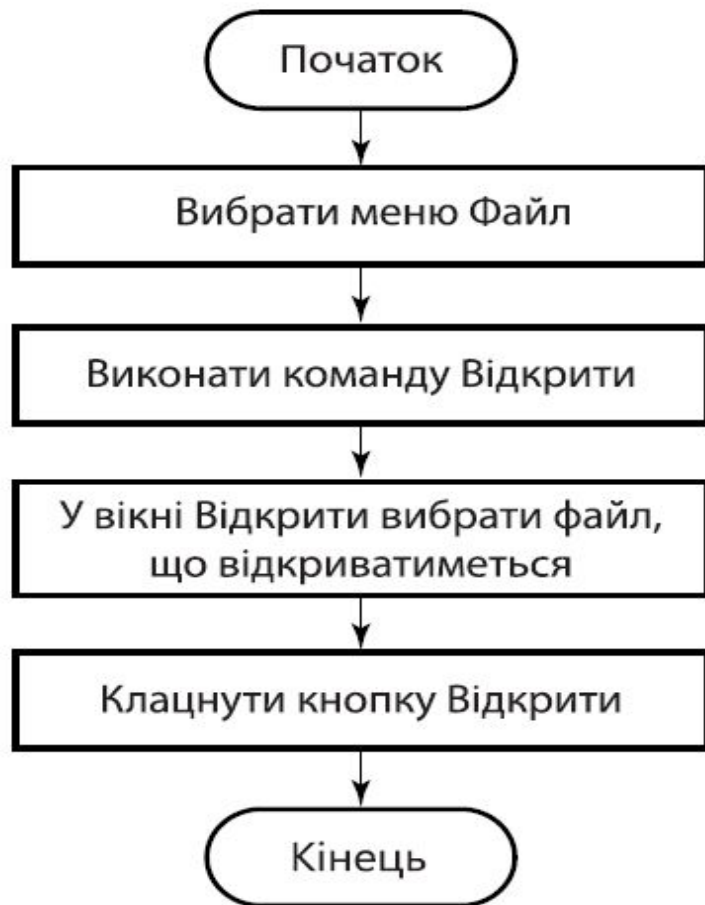 Початок
Вибрати меню Файл
Виконати команду Відкрити
У вікні Відкрити вибрати файл,
що відкриватиметься
Клацнути кнопку Відкрити
Кінець